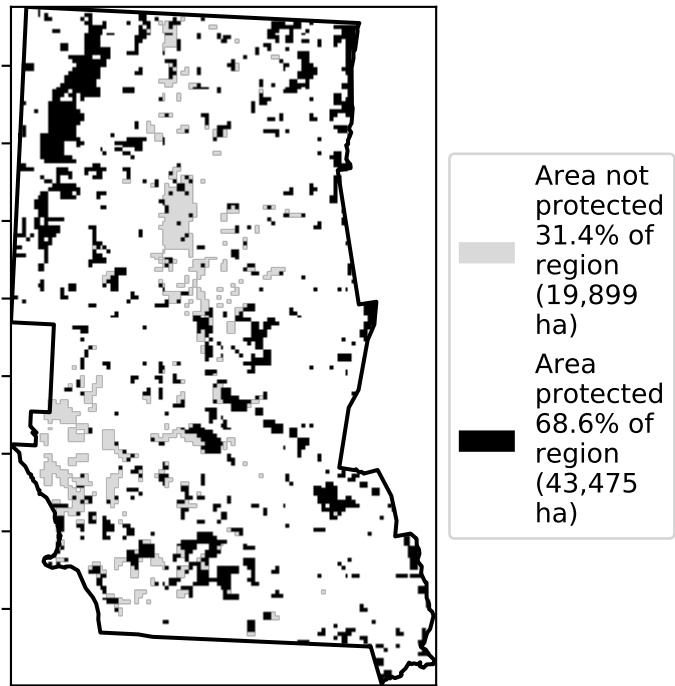 Area not
protected
31.4% of
region
(19,899
ha)
Area
protected
68.6% of
region
(43,475
ha)